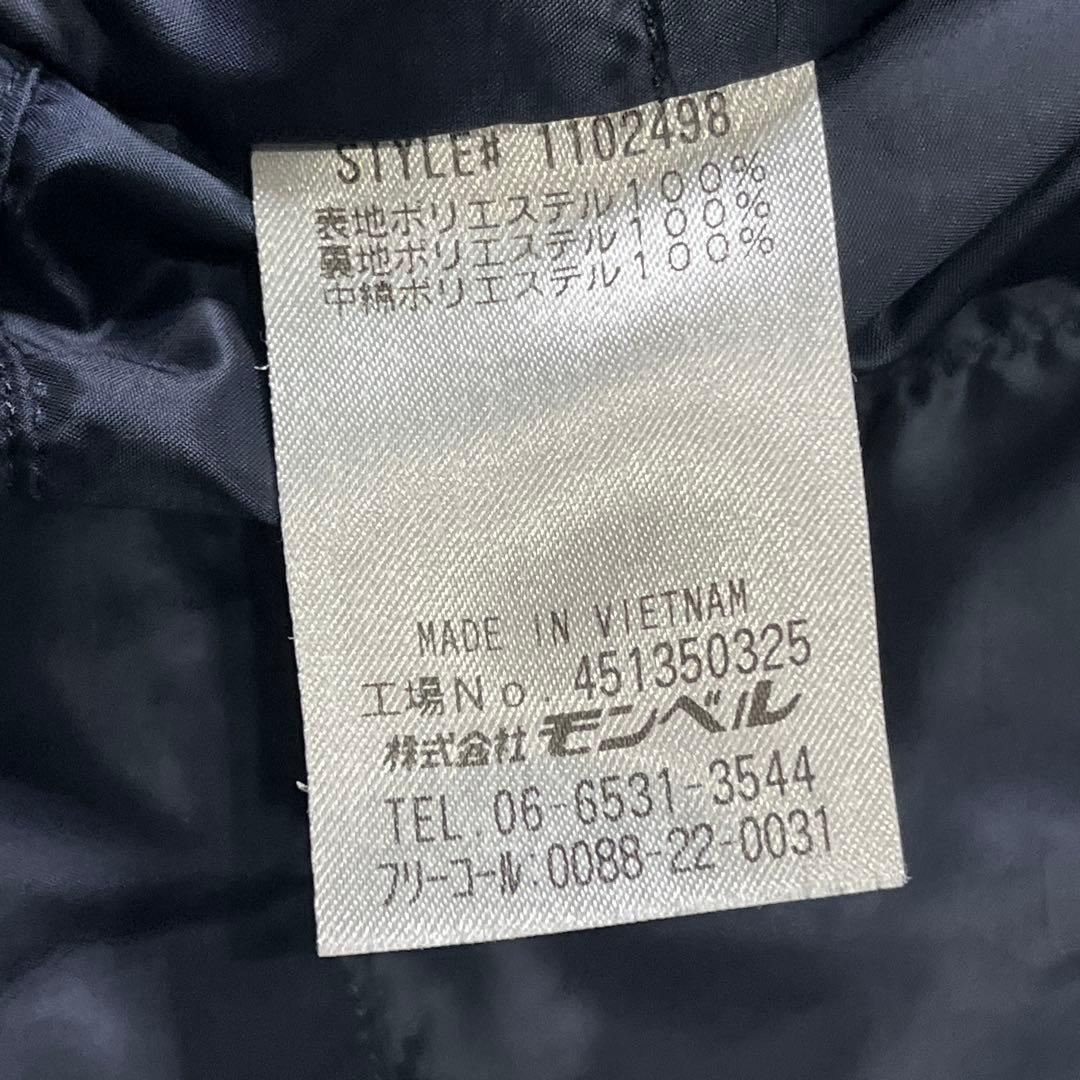 STYLE# 1102498
表地ポリエステル100%
裏地ポリエステル100%
中綿ポリエステル100%
MADE IN VIETNAM
工場No. 451350325
株式会社 モンベル
TEL. 06-6531-3544
フリーコール:0088-22-0031